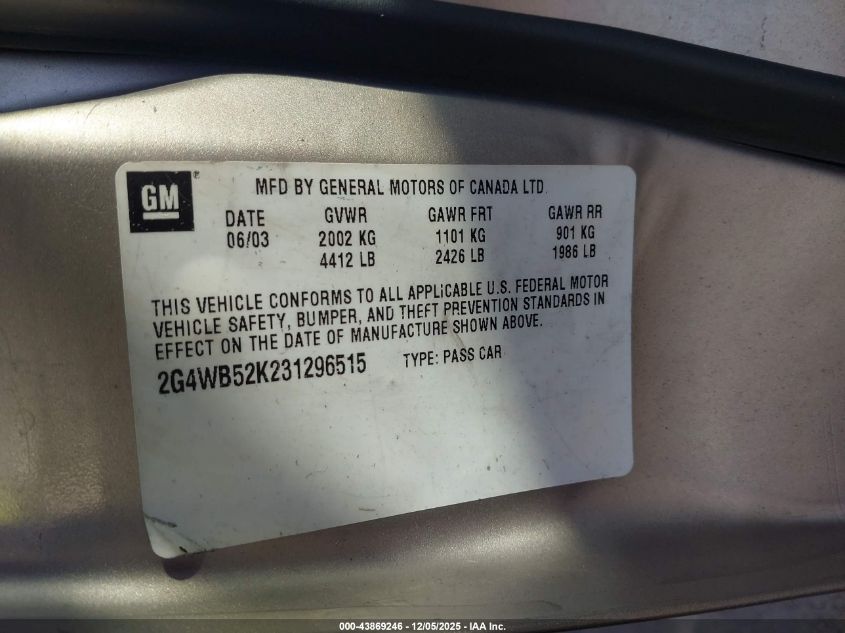 GM®
MFD BY GENERAL MOTORS OF CANADA LTD.
DATE GVWR GAWR FRT GAWR RR
06/03 2002 KG 1101 KG 901 KG
4412 LB 2426 LB 1986 LB
THIS VEHICLE CONFORMS TO ALL APPLICABLE U.S. FEDERAL MOTOR
VEHICLE SAFETY, BUMPER, AND THEFT PREVENTION STANDARDS IN
EFFECT ON THE DATE OF MANUFACTURE SHOWN ABOVE.
2G4WB52K231296515 TYPE: PASS CAR
000-43869246 - 12/05/2025 - IAA Inc.